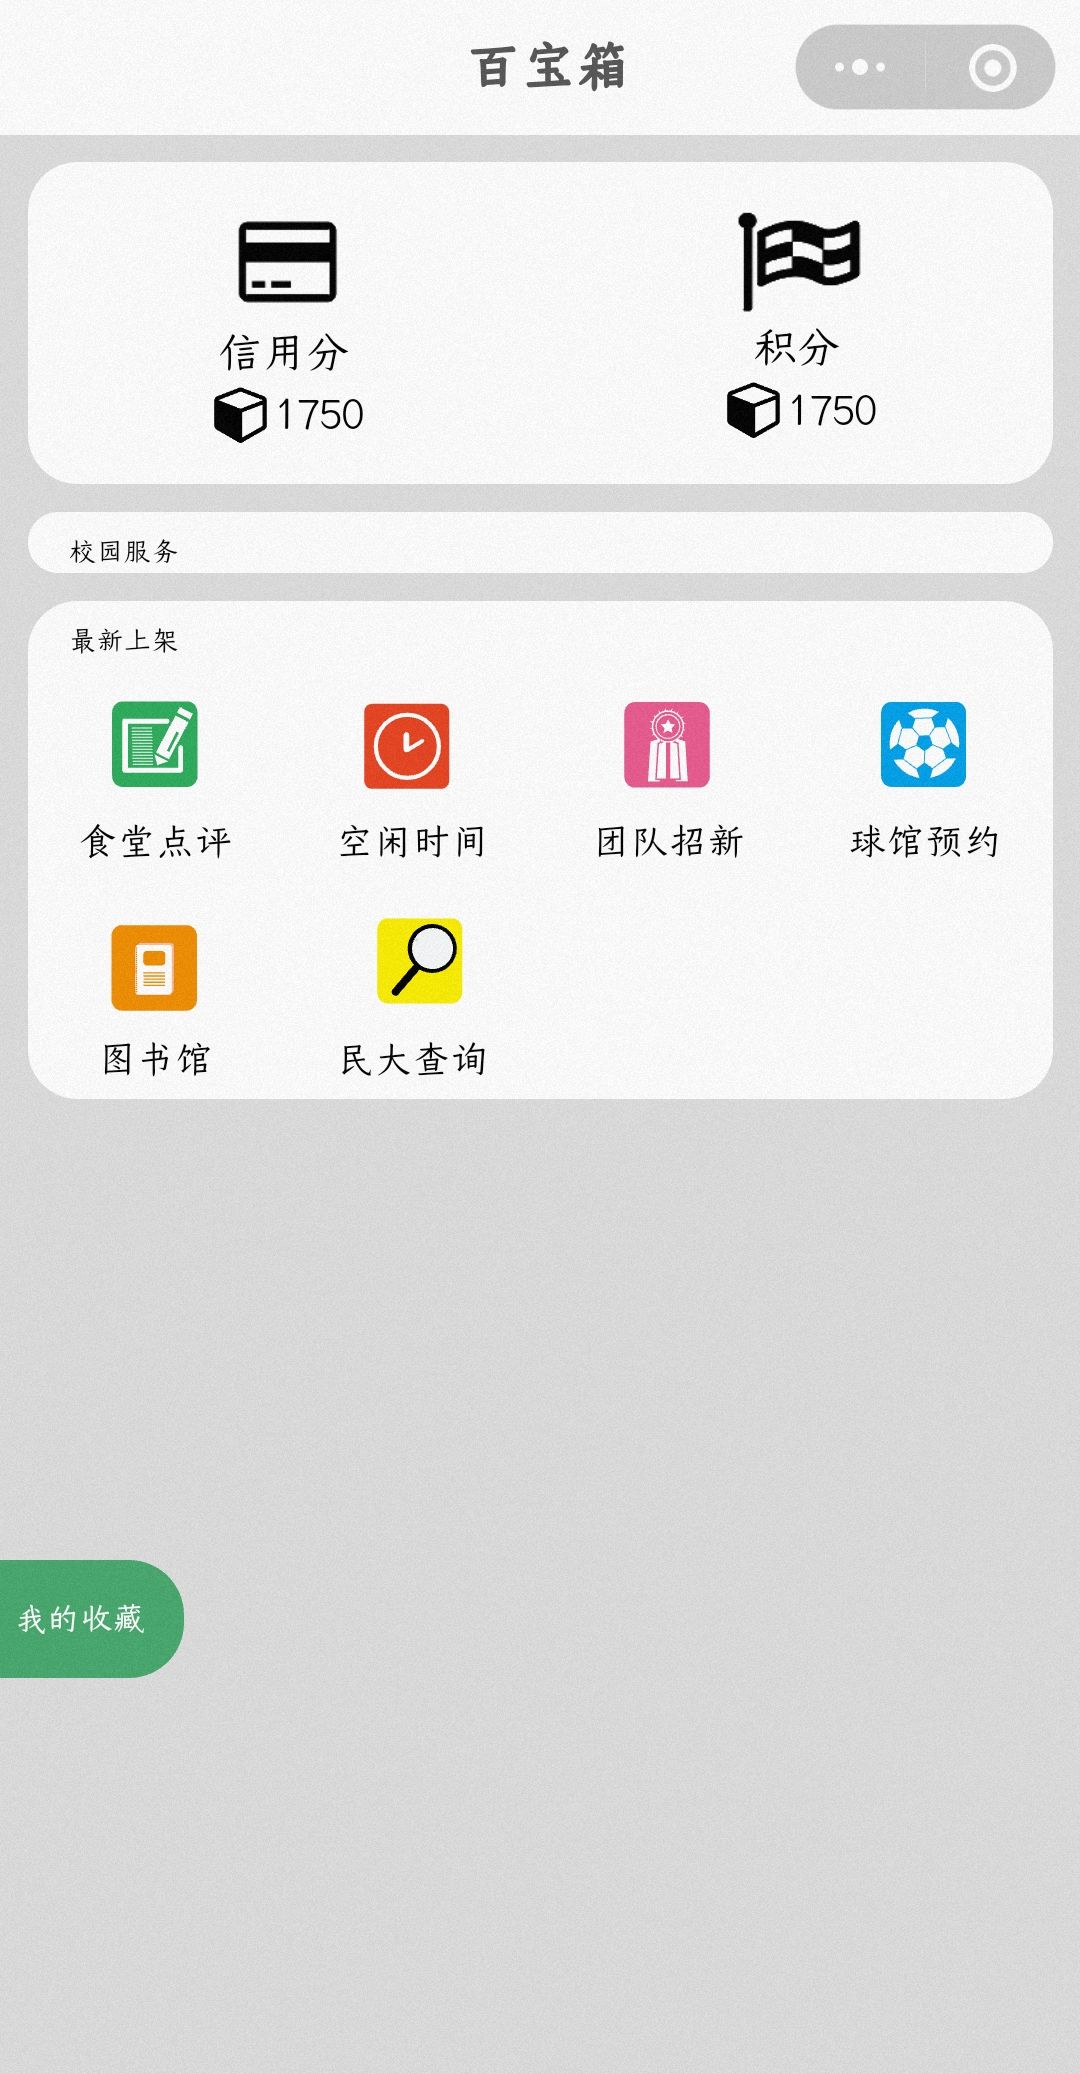 百宝箱
信用分
积分
1750
1750
校园服务
最新上架
食堂点评
空闲时间
团队招新
球馆预约
图书馆
民大查询
我的收藏